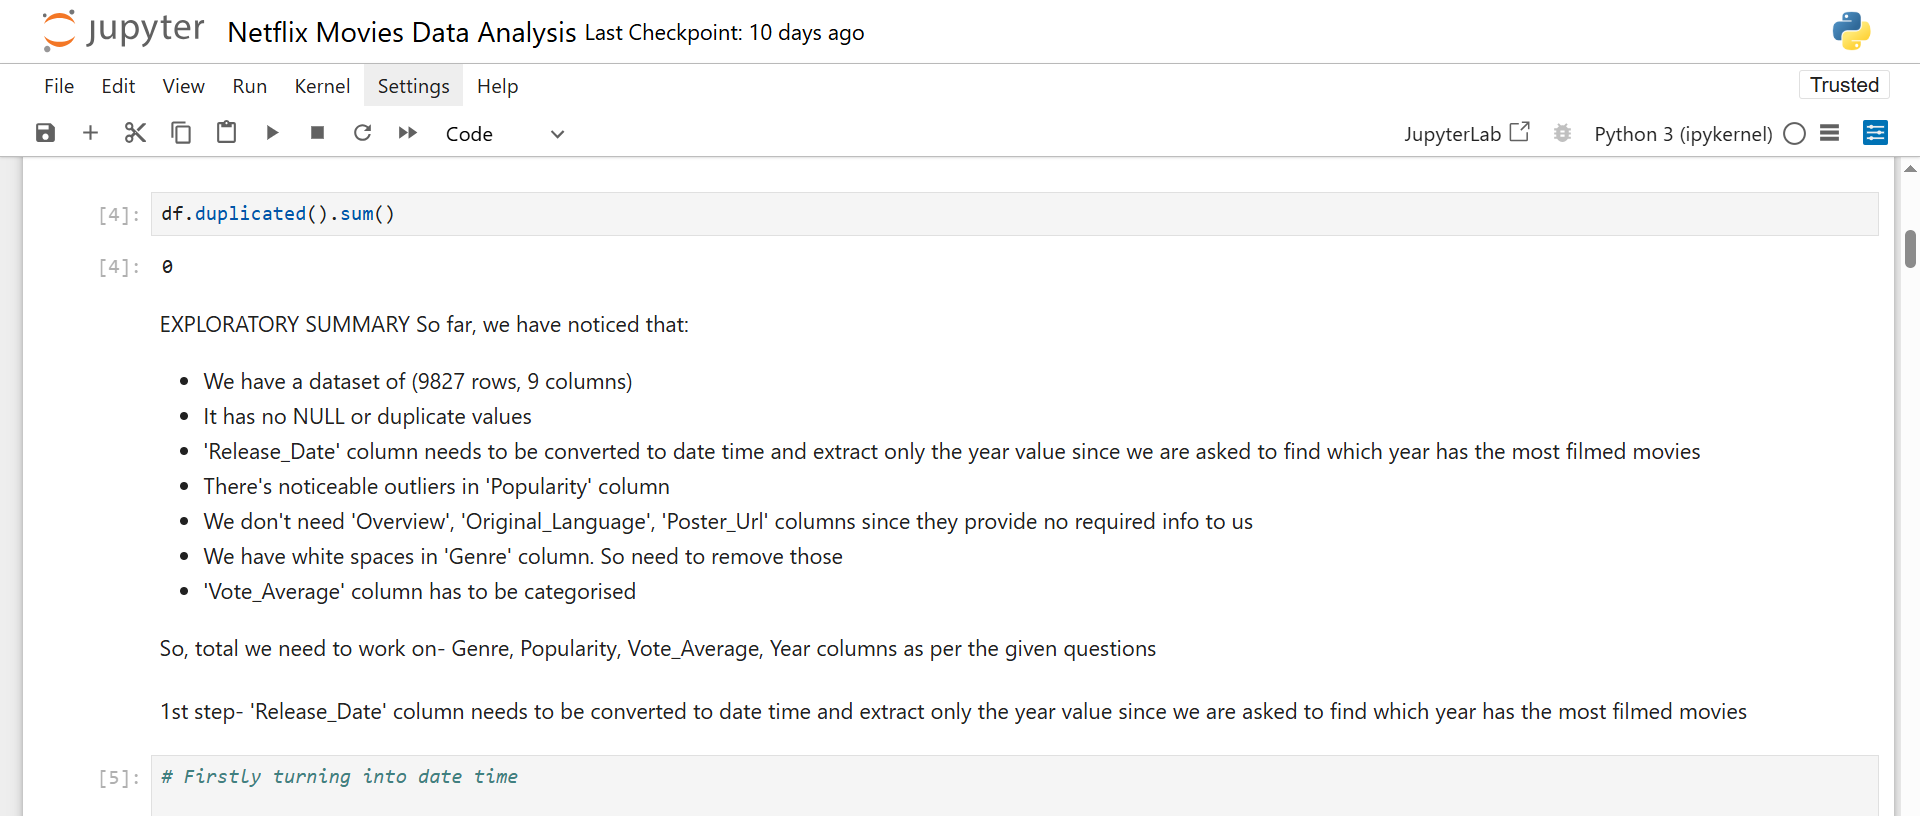 jupyter Netflix Movies Data Analysis Last Checkpoint: 10 days ago
File Edit View Run Kernel Settings Help Trusted
Code JupyterLab Python 3 (ipykernel)
[4]: df.duplicated().sum()
[4]: 0
EXPLORATORY SUMMARY So far, we have noticed that:
• We have a dataset of (9827 rows, 9 columns)
• It has no NULL or duplicate values
• 'Release_Date' column needs to be converted to date time and extract only the year value since we are asked to find which year has the most filmed movies
• There's noticeable outliers in 'Popularity' column
• We don't need 'Overview', 'Original_Language', 'Poster_Url' columns since they provide no required info to us
• We have white spaces in 'Genre' column. So need to remove those
• 'Vote_Average' column has to be categorised
So, total we need to work on- Genre, Popularity, Vote_Average, Year columns as per the given questions
1st step- 'Release_Date' column needs to be converted to date time and extract only the year value since we are asked to find which year has the most filmed movies
[5]: # Firstly turning into date time